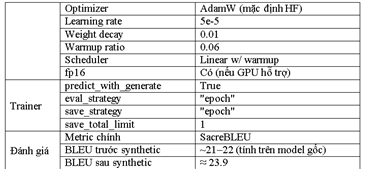 Optimizer AdamW (mặc định HF)
Learning rate 5e-5
Weight decay 0.01
Warmup ratio 0.06
Scheduler Linear w/ warmup
fp16 Có (nếu GPU hỗ trợ)
Trainer predict_with_generate True
eval_strategy "epoch"
save_strategy "epoch"
save_total_limit 1
Đánh giá Metric chính SacreBLEU
BLEU trước synthetic ~21–22 (tính trên model gốc)
BLEU sau synthetic ≈ 23.9